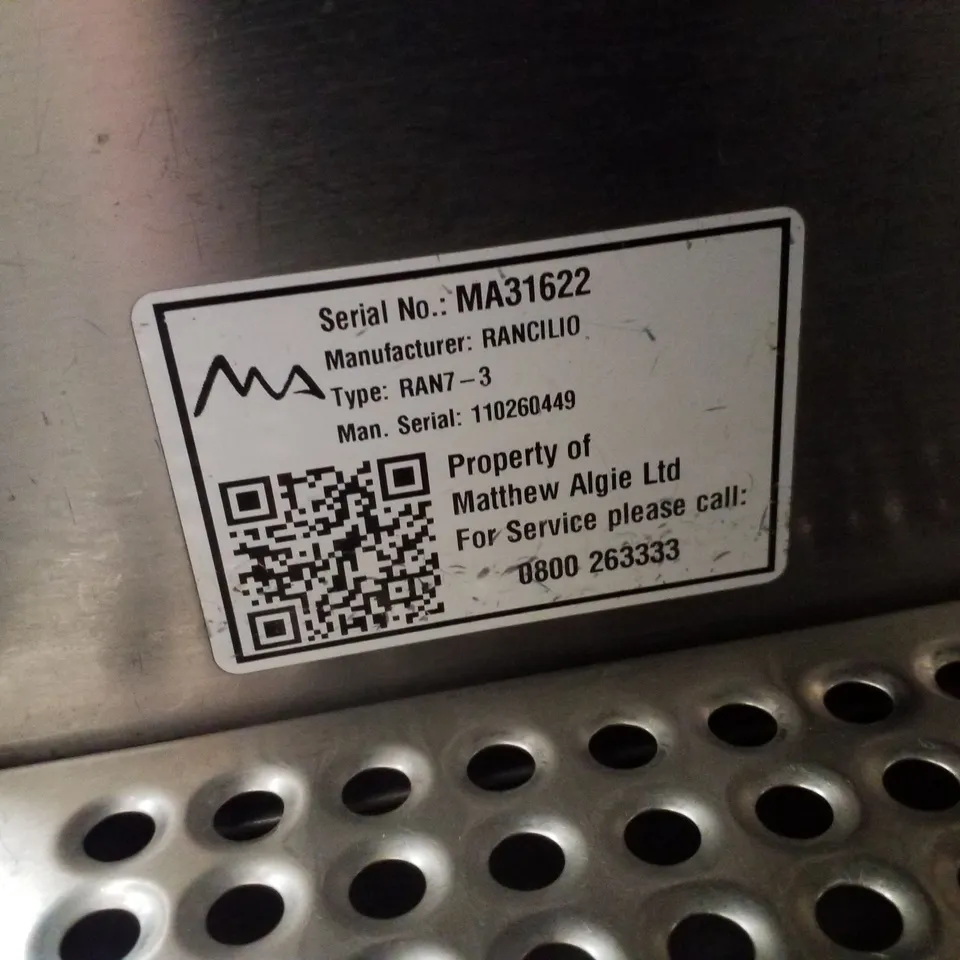 Serial No.: MA31622
Manufacturer: RANCILIO
MA
Type: RAN7-3
Man. Serial: 110260449
Property of
Matthew Algie Ltd
For Service please call:
0800 263333